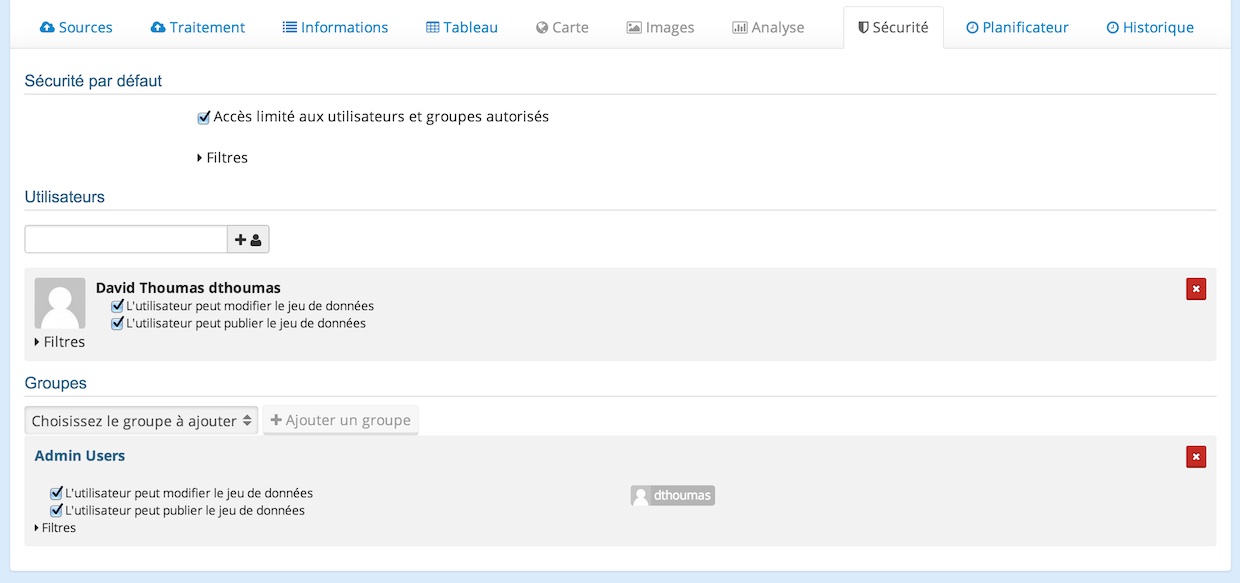 Sources Traitement Informations Tableau Carte Images Analyse Sécurité Planificateur Historique
Sécurité par défaut
Accès limité aux utilisateurs et groupes autorisés
Filtres
Utilisateurs
David Thoumas dthoumas
L'utilisateur peut modifier le jeu de données
L'utilisateur peut publier le jeu de données
Filtres
Groupes
Choisissez le groupe à ajouter Ajouter un groupe
Admin Users
L'utilisateur peut modifier le jeu de données
dthoumas
L'utilisateur peut publier le jeu de données
Filtres